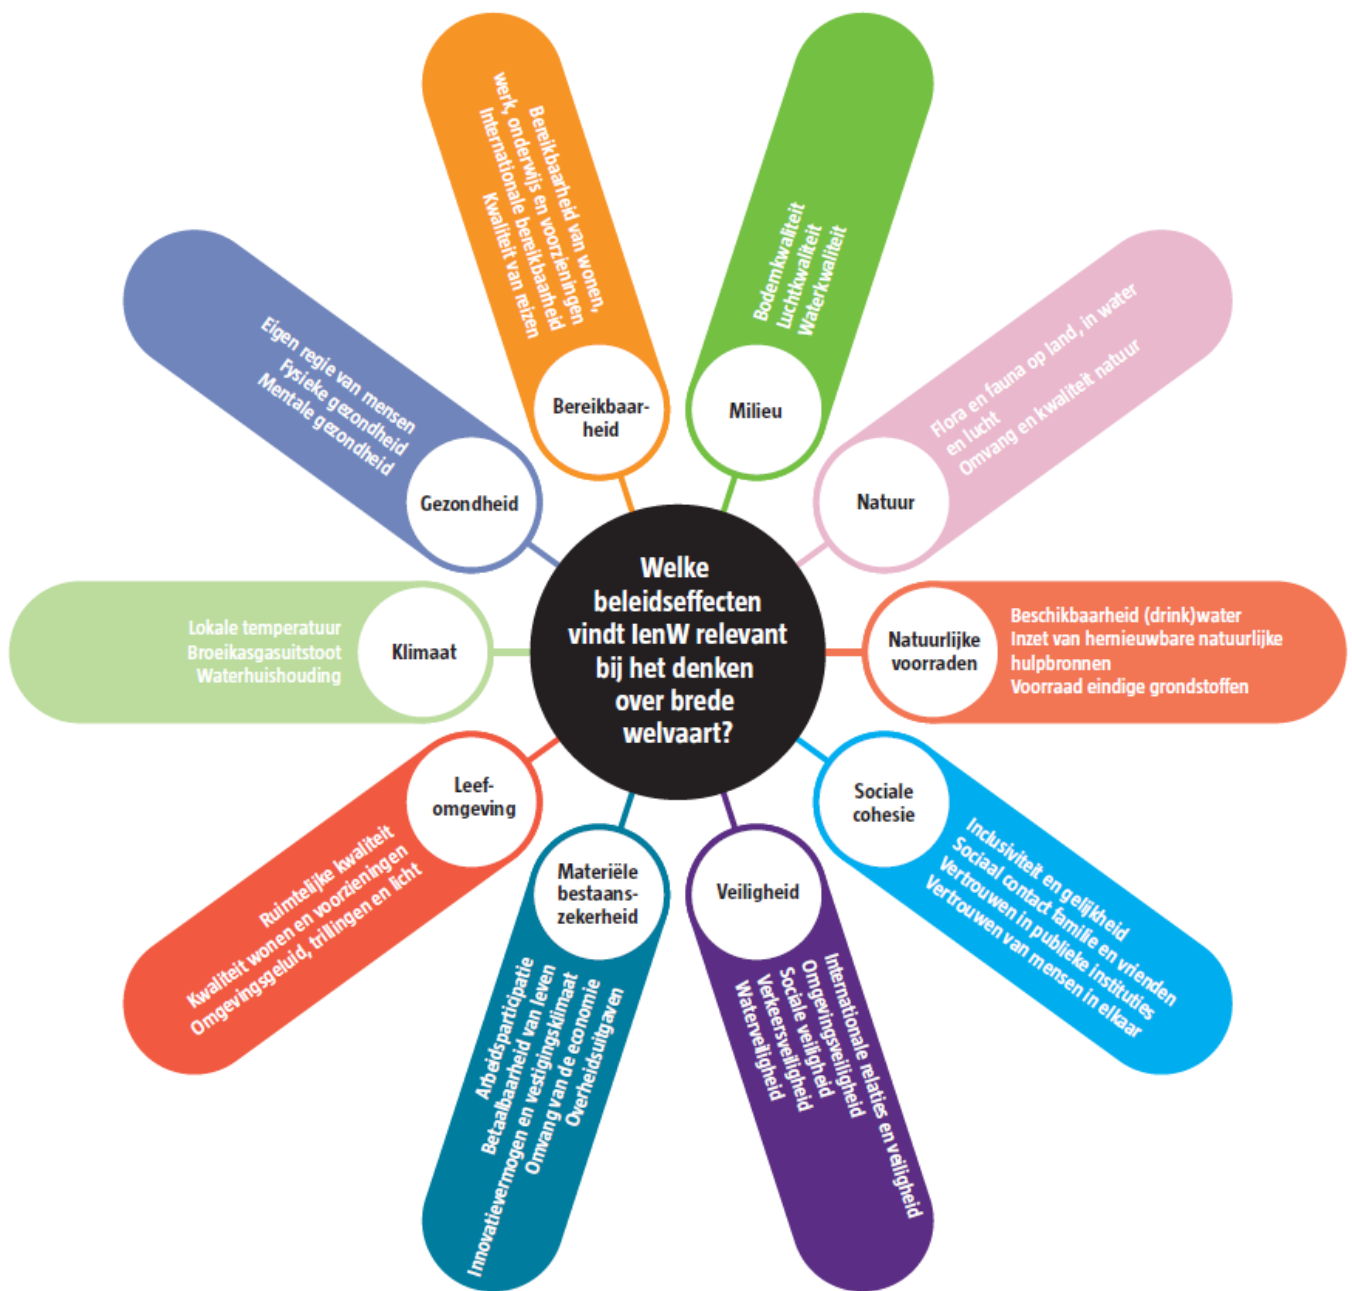 Welke
beleidseffecten
vindt IenW relevant
bij het denken
over brede
welvaart?
Bereikbaar-
heid
Bereikbaarheid van wonen,
werk, onderwijs en voorzieningen
Internationale bereikbaarheid
Kwaliteit van reizen
Milieu
Bodemkwaliteit
Luchtkwaliteit
Waterkwaliteit
Natuur
Flora en fauna op land, in water
en lucht
Omvang en kwaliteit natuur
Natuurlijke
voorraden
Beschikbaarheid (drink)water
Inzet van hernieuwbare natuurlijke
hulpbronnen
Voorraad eindige grondstoffen
Sociale
cohesie
Inclusiviteit en gelijkheid
Sociaal contact familie en vrienden
Vertrouwen in publieke instituties
Vertrouwen van mensen in elkaar
Veiligheid
Internationale relaties en veiligheid
Omgevingsveiligheid
Sociale veiligheid
Verkeersveiligheid
Waterveiligheid
Materiële
bestaans-
zekerheid
Arbeidsparticipatie
Betaalbaarheid van leven
Innovatievermogen en vestigingsklimaat
Omvang van de economie
Overheidsuitgaven
Leef-
omgeving
Ruimtelijke kwaliteit
Kwaliteit wonen en voorzieningen
Omgevingsgeluid, trillingen en licht
Klimaat
Lokale temperatuur
Broeikasgasuitstoot
Waterhuishouding
Gezondheid
Eigen regie van mensen
Fysieke gezondheid
Mentale gezondheid